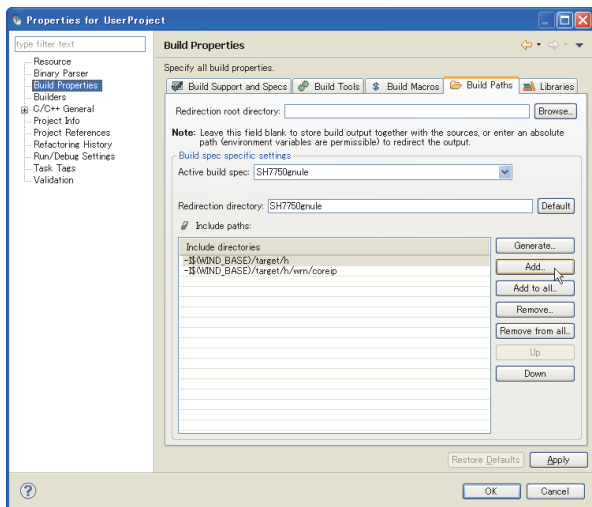 Properties for UserProject
type filter text
Resource
Binary Parser
Build Properties
Builders
C/C++ General
Project Info
Project References
Refactoring History
Run/Debug Settings
Task Tags
Validation
Build Properties
Specify all build properties.
Build Support and Specs Build Tools $ Build Macros Build Paths Libraries
Redirection root directory: Browse...
Note: Leave this field blank to store build output together with the sources, or enter an absolute
path (environment variables are permissible) to redirect the output.
Build spec specific settings
Active build spec: SH7750gnule
Redirection directory: SH7750gnule Default
Include paths:
Include directories
-I$(WIND_BASE)/target/h
-I$(WIND_BASE)/target/h/wrn/coreip
Generate...
Add...
Add to all...
Remove...
Remove from all...
Up
Down
Restore Defaults Apply
OK Cancel